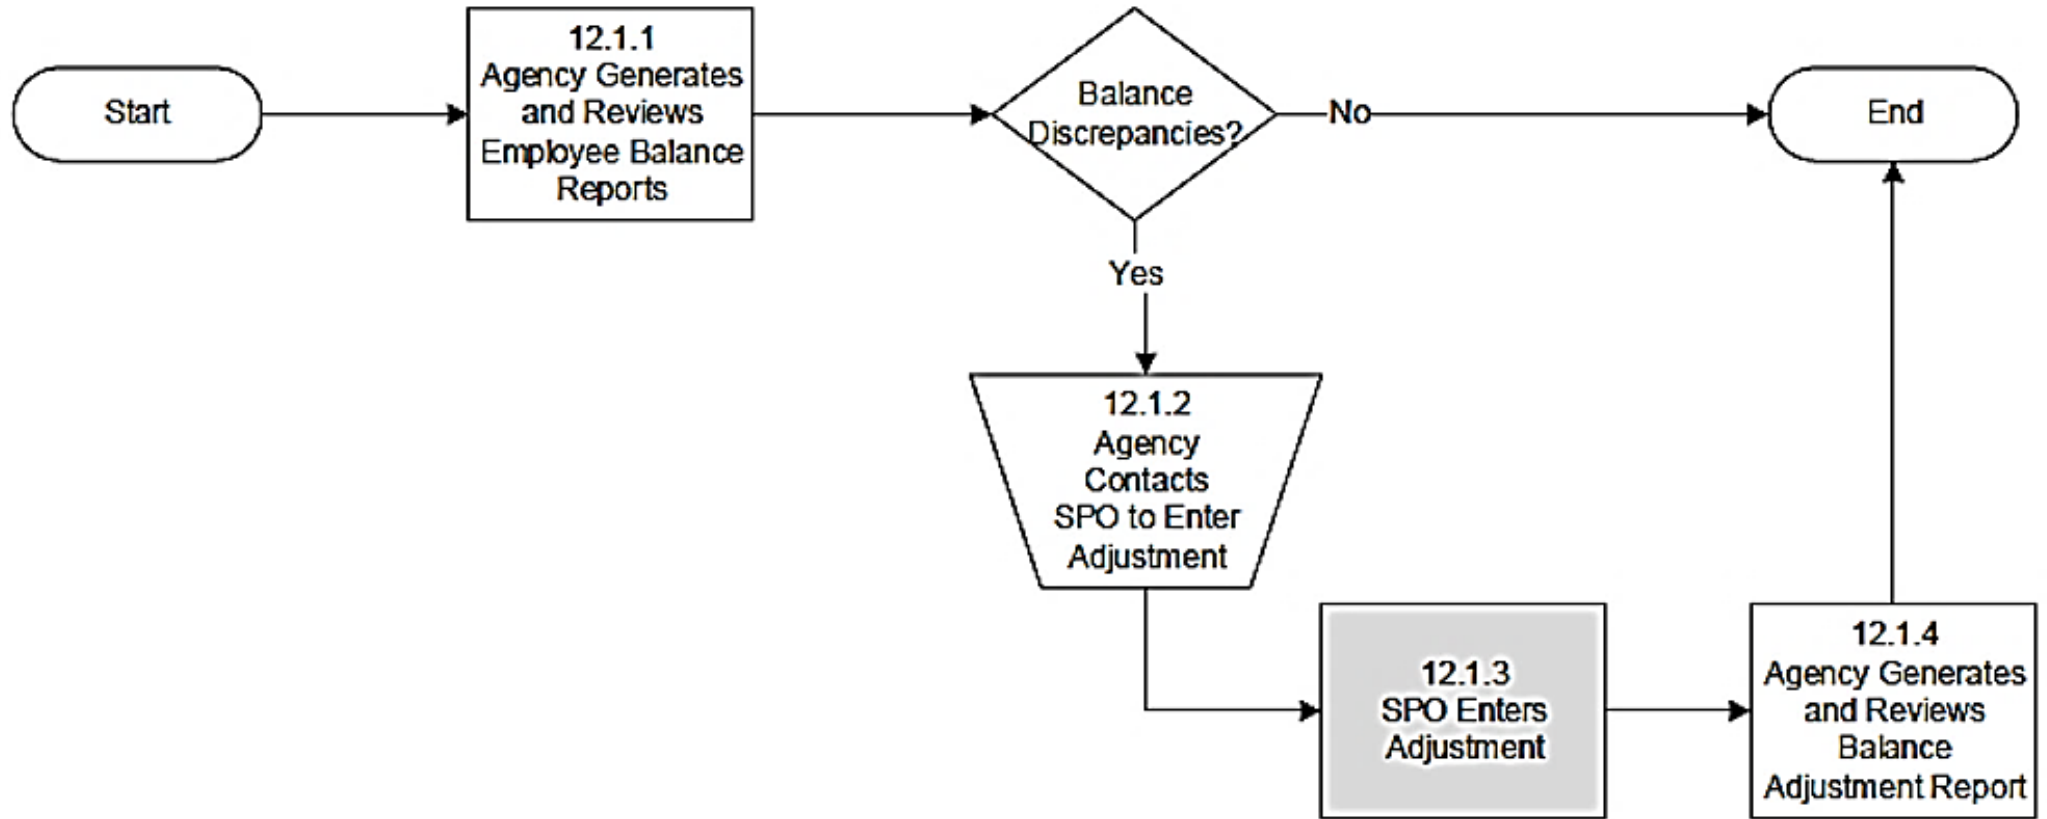 Start
12.1.1
Agency Generates
and Reviews
Employee Balance
Reports
Balance
Discrepancies?
No
End
Yes
12.1.2
Agency
Contacts
SPO to Enter
Adjustment
12.1.3
SPO Enters
Adjustment
12.1.4
Agency Generates
and Reviews
Balance
Adjustment Report